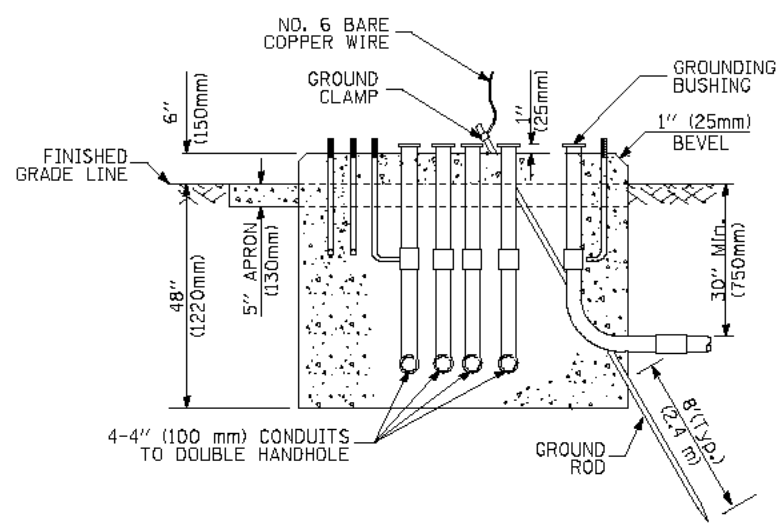 NO. 6 BARE
COPPER WIRE
GROUND
CLAMP
GROUNDING
BUSHING
6"
(150mm)
1"
(25mm)
1" (25mm)
BEVEL
FINISHED
GRADE LINE
48"
(1220mm)
5" APRON
(130mm)
30" Min.
(750mm)
4-4" (100 mm) CONDUITS
TO DOUBLE HANDHOLE
GROUND
ROD
8'(Typ.)
(2.4 m)